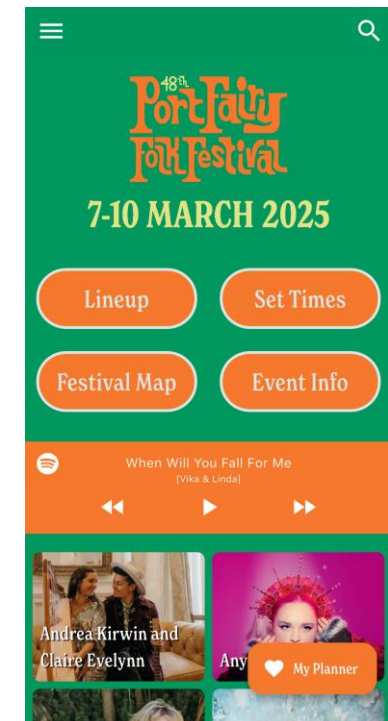 48th
Port Fairy
Folk Festival
7-10 MARCH 2025
Lineup
Set Times
Festival Map
Event Info
When Will You Fall For Me
[Vika & Linda]
Andrea Kirwin and
Claire Evelynn
Any
My Planner